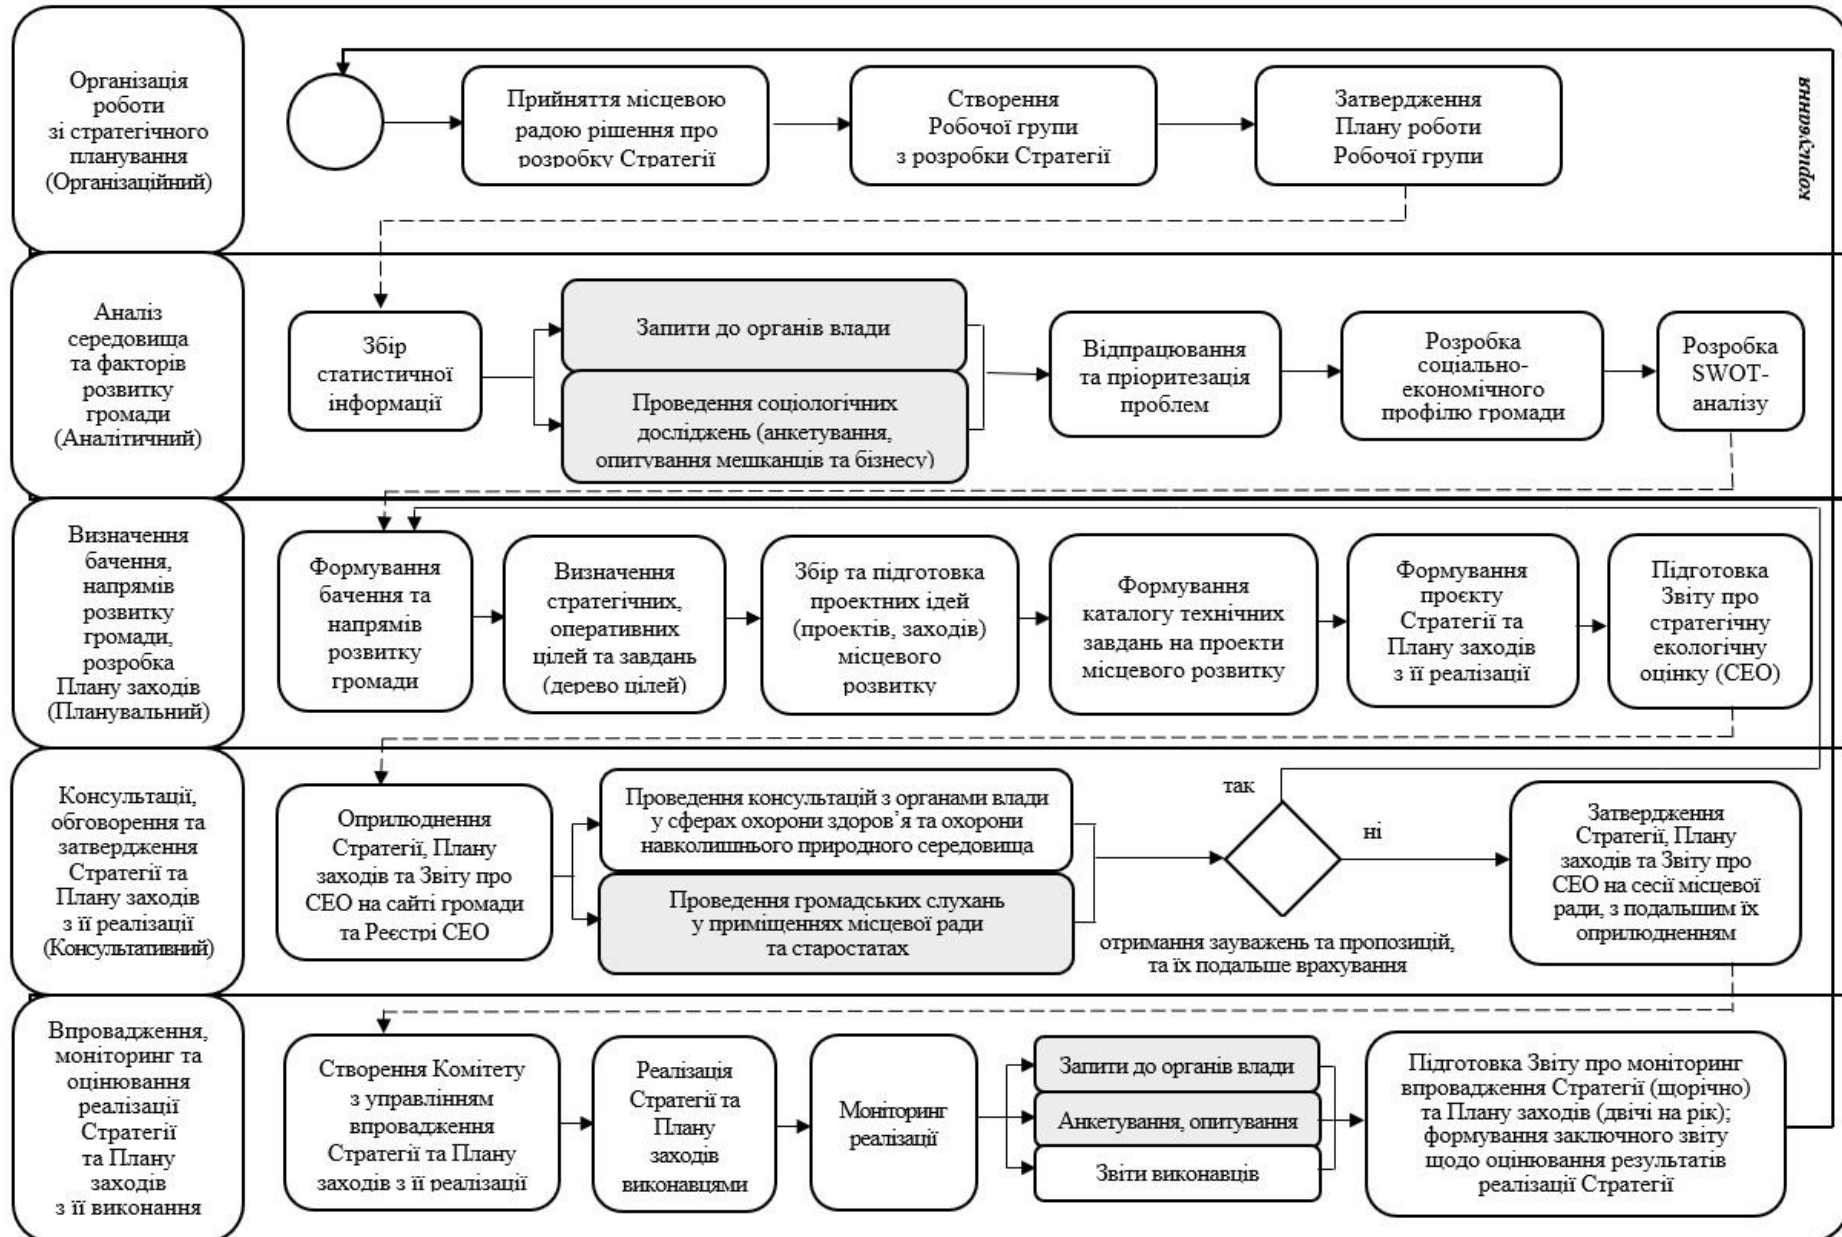 Організація
роботи
зі стратегічного
планування
(Організаційний)
Прийняття місцевою
радою рішення про
розробку Стратегії
Створення
Робочої групи
з розробки Стратегії
Затвердження
Плану роботи
Робочої групи
коригування
Аналіз
середовища
та факторів
розвитку
громади
(Аналітичний)
Збір
статистичної
інформації
Запити до органів влади
Проведення соціологічних
досліджень (анкетування,
опитування мешканців та бізнесу)
Відпрацювання
та пріоритезація
проблем
Розробка
соціально-
економічного
профілю громади
Розробка
SWOT-
аналізу
Визначення
бачення,
напрямів
розвитку
громади,
розробка
Плану заходів
(Планувальний)
Формування
бачення та
напрямів
розвитку
громади
Визначення
стратегічних,
оперативних
цілей та завдань
(дерево цілей)
Збір та підготовка
проектних ідей
(проектів, заходів)
місцевого
розвитку
Формування
каталогу технічних
завдань на проекти
місцевого розвитку
Формування
проєкту
Стратегії та
Плану заходів
з її реалізації
Підготовка
Звіту про
стратегічну
екологічну
оцінку (СЕО)
Консультації,
обговорення та
затвердження
Стратегії та
Плану заходів
з її реалізації
(Консультативний)
Оприлюднення
Стратегії, Плану
заходів та Звіту про
СЕО на сайті громади
та Реєстрі СЕО
Проведення консультацій з органами влади
у сферах охорони здоров’я та охорони
навколишнього природного середовища
Проведення громадських слухань
у приміщеннях місцевої ради
та старостатах
так
ні
отримання зауважень та пропозицій,
та їх подальше врахування
Затвердження
Стратегії, Плану
заходів та Звіту про
СЕО на сесії місцевої
ради, з подальшим їх
оприлюдненням
Впровадження,
моніторинг та
оцінювання
реалізації
Стратегії
та Плану
заходів
з її виконання
Створення Комітету
з управлінням
впровадження
Стратегії та Плану
заходів з її реалізації
Реалізація
Стратегії та
Плану
заходів
виконавцями
Моніторинг
реалізації
Запити до органів влади
Анкетування, опитування
Звіти виконавців
Підготовка Звіту про моніторинг
впровадження Стратегії (щорічно)
та Плану заходів (двічі на рік);
формування заключного звіту
щодо оцінювання результатів
реалізації Стратегії